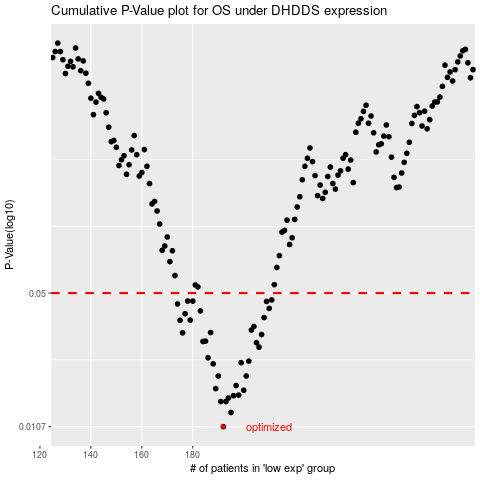 Cumulative P-Value plot for OS under DHDDS expression
P-Value(log10)
0.05
0.0107
optimized
120
140
160
180
# of patients in 'low exp' group